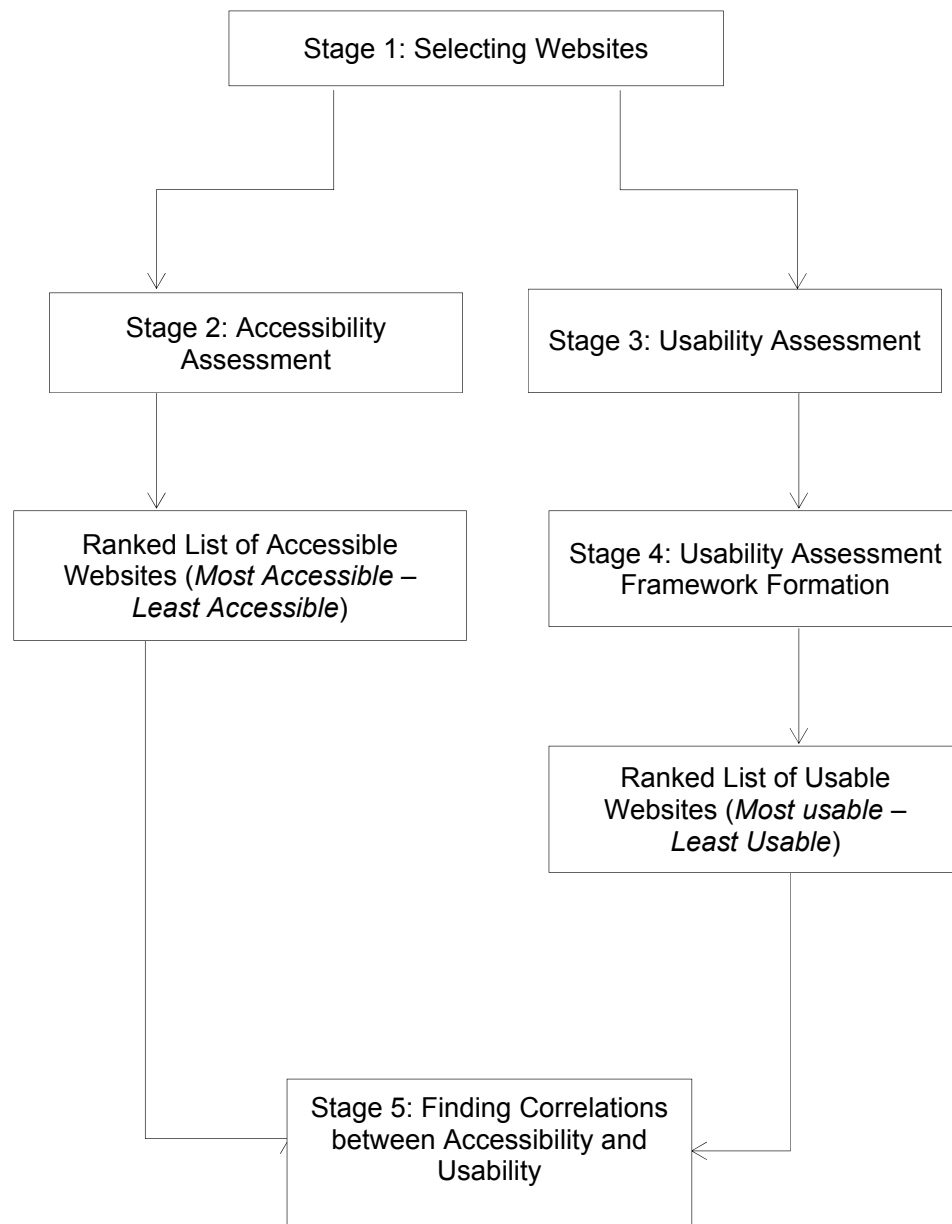 Stage 1: Selecting Websites
Stage 2: Accessibility
Assessment
Stage 3: Usability Assessment
Ranked List of Accessible
Websites (Most Accessible –
Least Accessible)
Stage 4: Usability Assessment
Framework Formation
Ranked List of Usable
Websites (Most usable –
Least Usable)
Stage 5: Finding Correlations
between Accessibility and
Usability